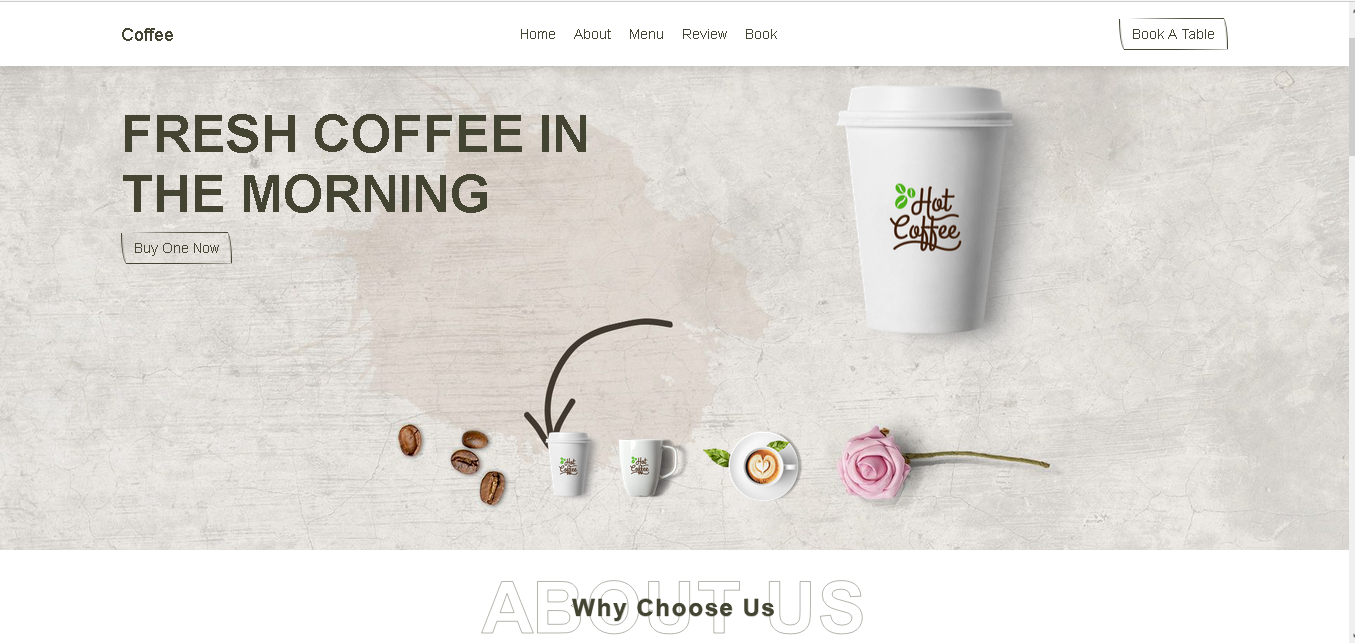 Coffee
Home About Menu Review Book
Book A Table
FRESH COFFEE IN
THE MORNING
Buy One Now
Hot
Coffee
Hot
Coffee
Hot
Coffee
ABOUT US
Why Choose Us